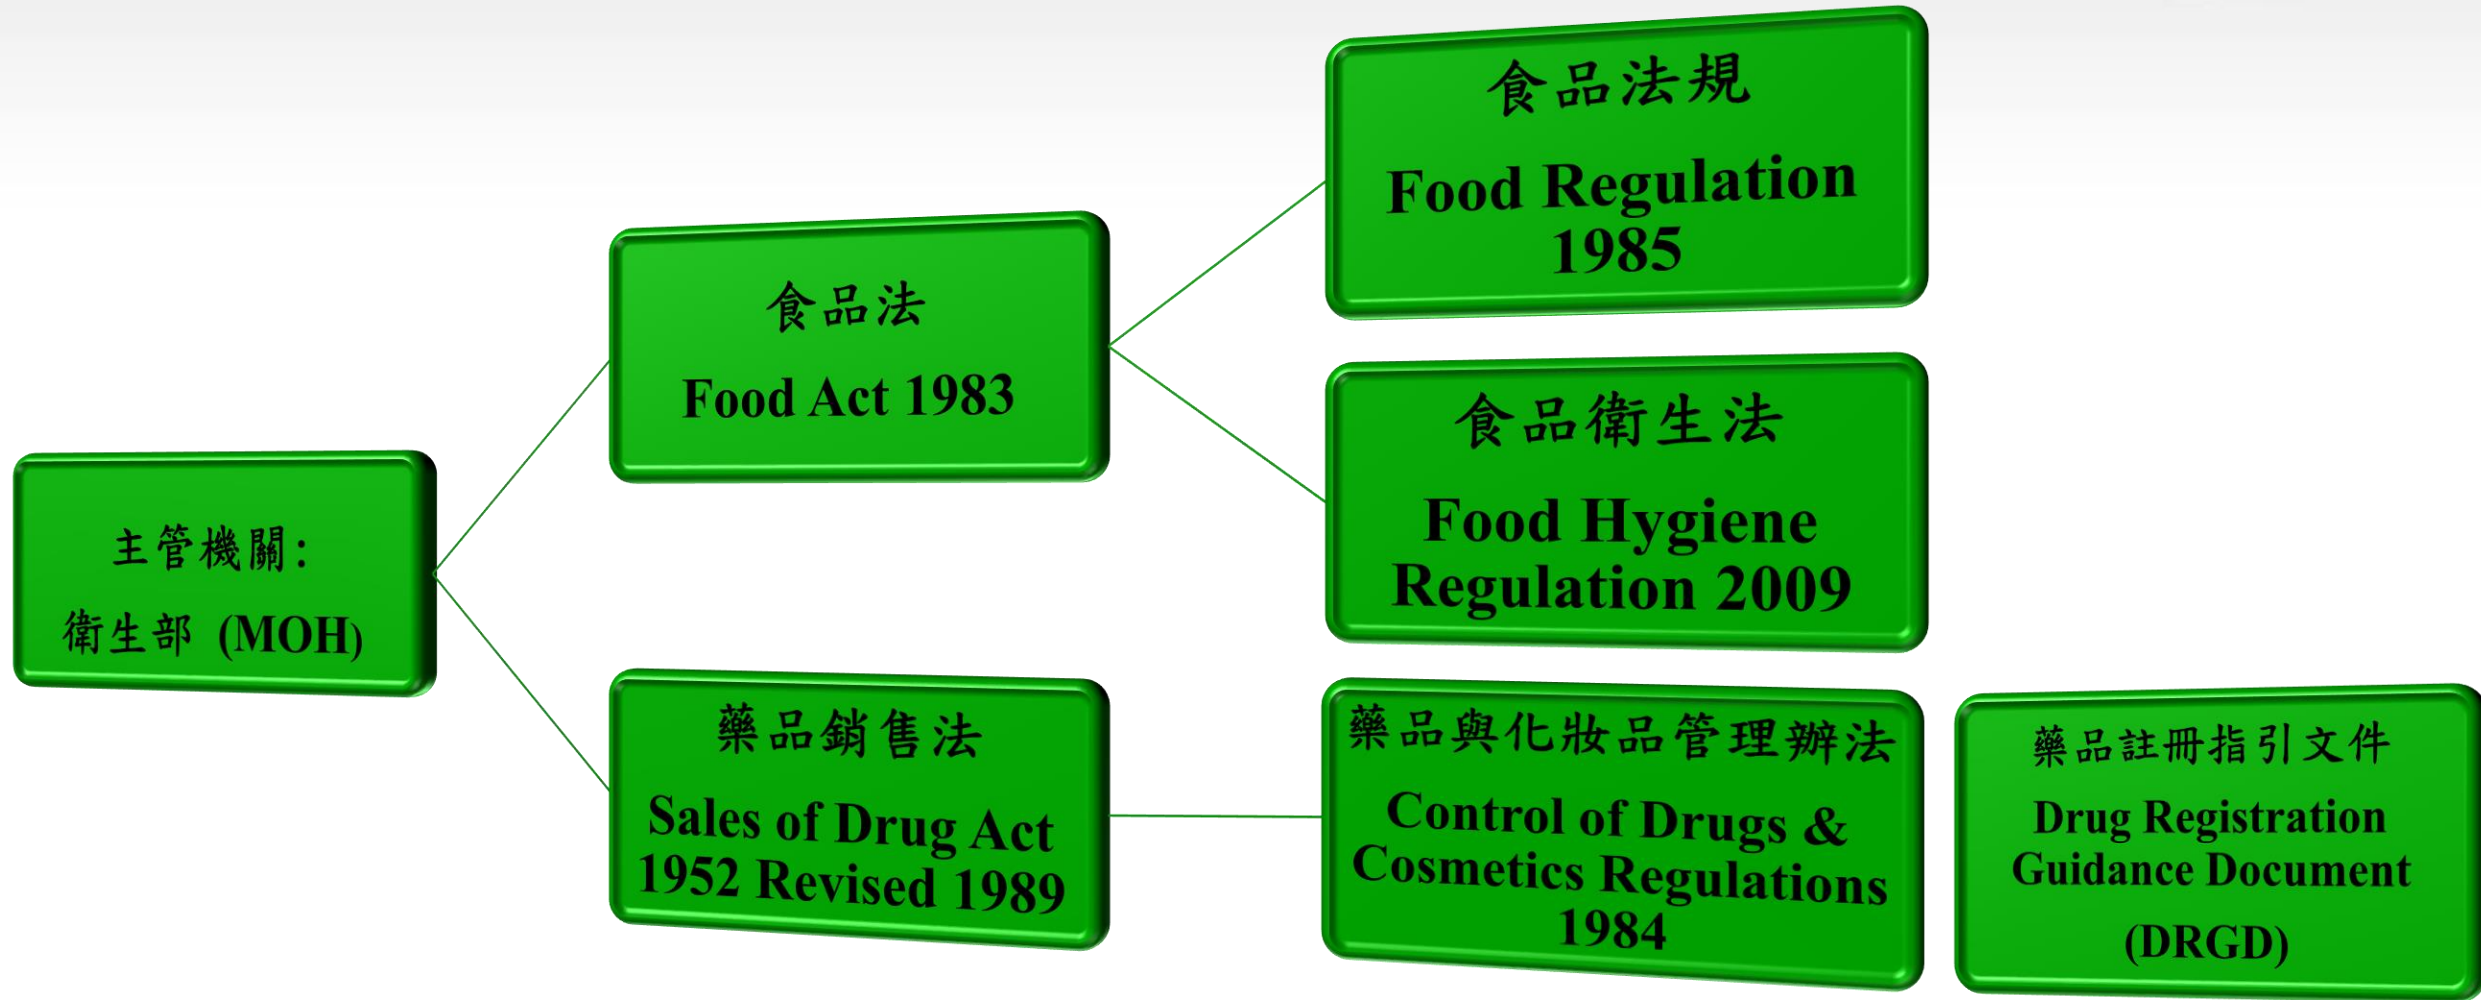 主管機關:
衛生部 (MOH)
食品法
Food Act 1983
藥品銷售法
Sales of Drug Act
1952 Revised 1989
食品法規
Food Regulation
1985
食品衛生法
Food Hygiene
Regulation 2009
藥品與化妝品管理辦法
Control of Drugs &
Cosmetics Regulations
1984
藥品註冊指引文件
Drug Registration
Guidance Document
(DRGD)